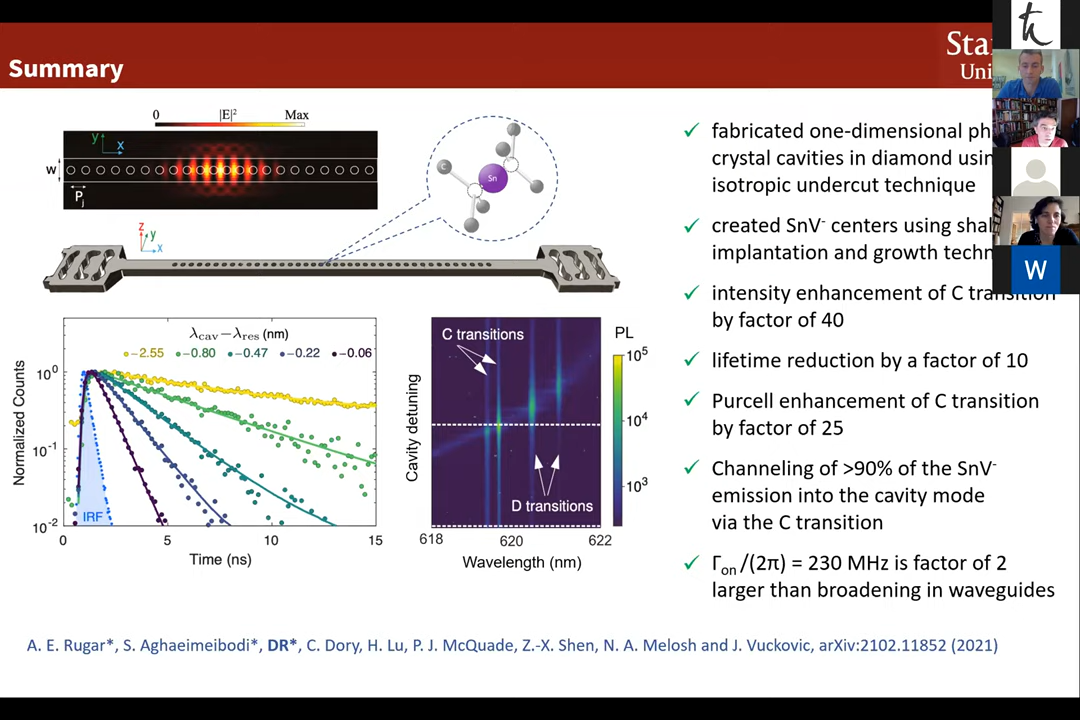 Summary
Sta
Uni
0 |E|² Max
y
x
w
Pj
z
y
x
C
Sn
λcav−λres (nm)
−2.55 −0.80 −0.47 −0.22 −0.06
Normalized Counts
10⁰
10⁻¹
10⁻²
IRF
0 5 10 15
Time (ns)
C transitions
D transitions
Cavity detuning
618 620 622
Wavelength (nm)
PL
10⁵
10⁴
10³
✓ fabricated one-dimensional ph
crystal cavities in diamond usin
isotropic undercut technique
✓ created SnV⁻ centers using shal
implantation and growth techn
✓ intensity enhancement of C transition
by factor of 40
✓ lifetime reduction by a factor of 10
✓ Purcell enhancement of C transition
by factor of 25
✓ Channeling of >90% of the SnV⁻
emission into the cavity mode
via the C transition
✓ Γon/(2π) = 230 MHz is factor of 2
larger than broadening in waveguides
A. E. Rugar*, S. Aghaeimeibodi*, DR*, C. Dory, H. Lu, P. J. McQuade, Z.-X. Shen, N. A. Melosh and J. Vuckovic, arXiv:2102.11852 (2021)
ħ
W